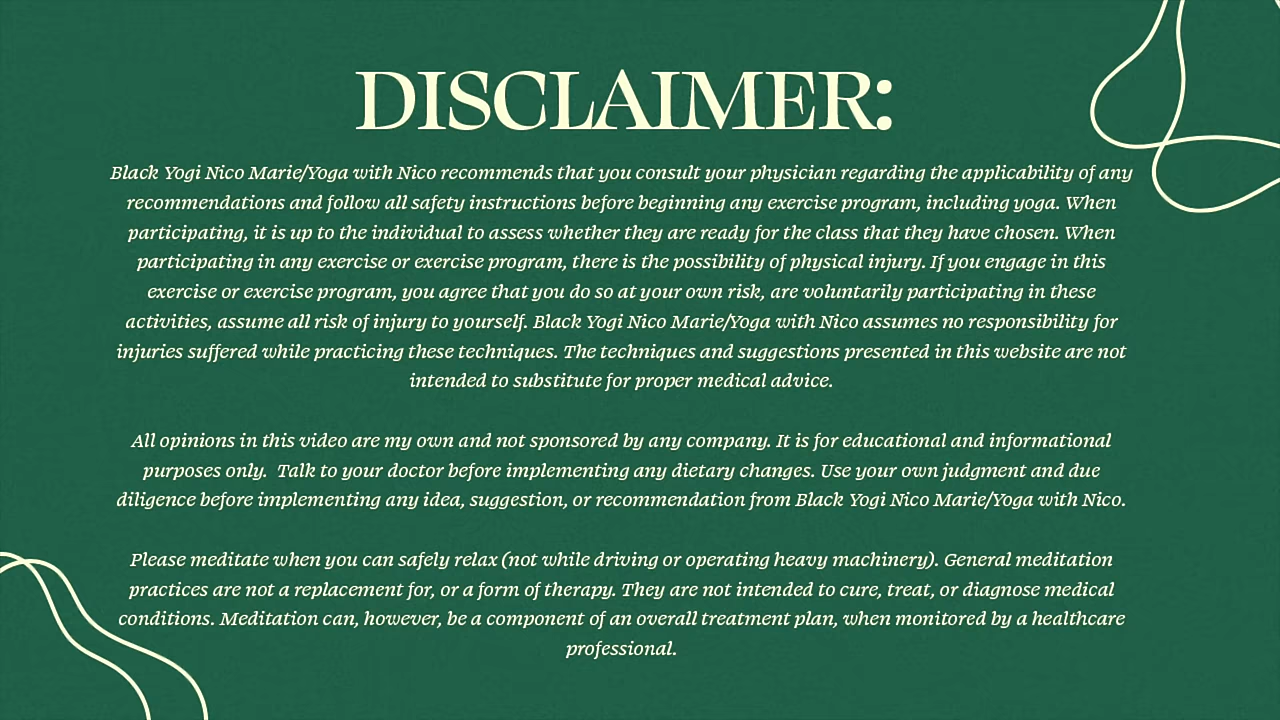 DISCLAIMER:
Black Yogi Nico Marie/Yoga with Nico recommends that you consult your physician regarding the applicability of any
recommendations and follow all safety instructions before beginning any exercise program, including yoga. When
participating, it is up to the individual to assess whether they are ready for the class that they have chosen. When
participating in any exercise or exercise program, there is the possibility of physical injury. If you engage in this
exercise or exercise program, you agree that you do so at your own risk, are voluntarily participating in these
activities, assume all risk of injury to yourself. Black Yogi Nico Marie/Yoga with Nico assumes no responsibility for
injuries suffered while practicing these techniques. The techniques and suggestions presented in this website are not
intended to substitute for proper medical advice.
All opinions in this video are my own and not sponsored by any company. It is for educational and informational
purposes only. Talk to your doctor before implementing any dietary changes. Use your own judgment and due
diligence before implementing any idea, suggestion, or recommendation from Black Yogi Nico Marie/Yoga with Nico.
Please meditate when you can safely relax (not while driving or operating heavy machinery). General meditation
practices are not a replacement for, or a form of therapy. They are not intended to cure, treat, or diagnose medical
conditions. Meditation can, however, be a component of an overall treatment plan, when monitored by a healthcare
professional.